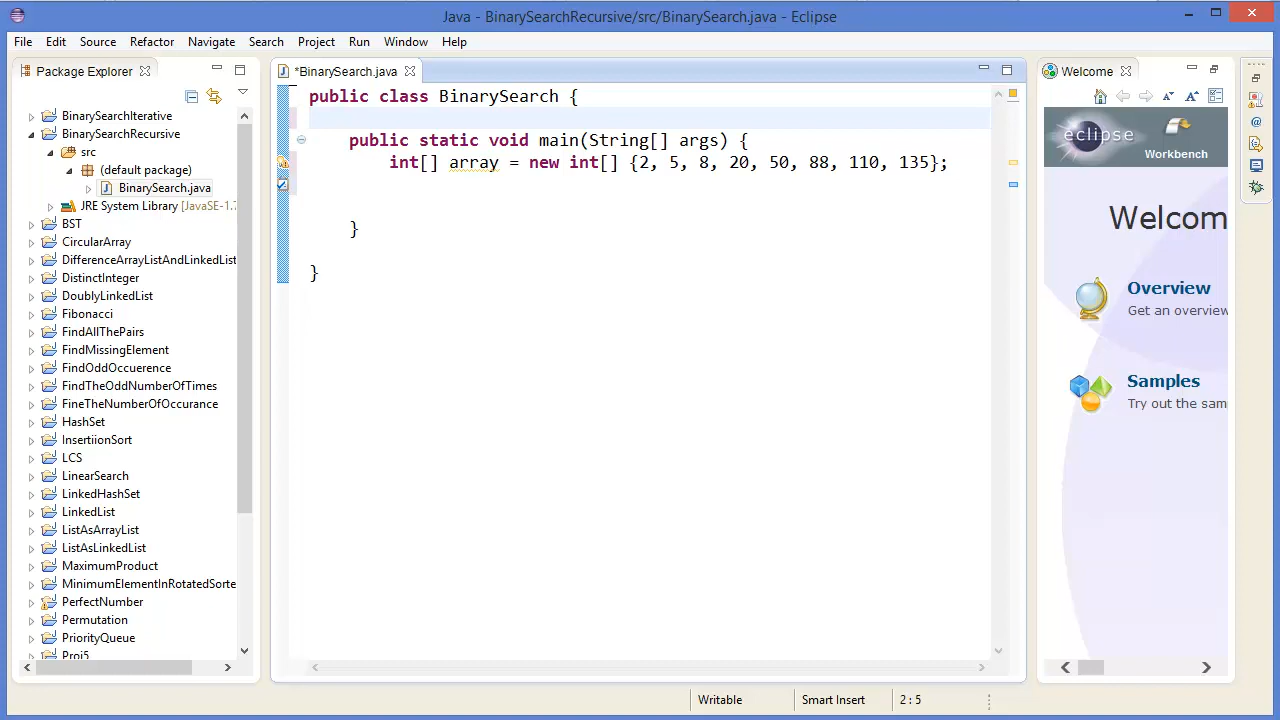 Java - BinarySearchRecursive/src/BinarySearch.java - Eclipse
File Edit Source Refactor Navigate Search Project Run Window Help
Package Explorer
BinarySearchIterative
BinarySearchRecursive
src
(default package)
BinarySearch.java
JRE System Library [JavaSE-1.7
BST
CircularArray
DifferenceArrayListAndLinkedList
DistinctInteger
DoublyLinkedList
Fibonacci
FindAllThePairs
FindMissingElement
FindOddOccuerence
FindTheOddNumberOfTimes
FineTheNumberOfOccurance
HashSet
InsertiionSort
LCS
LinearSearch
LinkedHashSet
LinkedList
ListAsArrayList
ListAsLinkedList
MaximumProduct
MinimumElementInRotatedSorte
PerfectNumber
Permutation
PriorityQueue
Proj5
*BinarySearch.java
public class BinarySearch {
public static void main(String[] args) {
int[] array = new int[] {2, 5, 8, 20, 50, 88, 110, 135};
}
}
Welcome
eclipse
Workbench
Welcom
Overview
Get an overview
Samples
Try out the sam
Writable Smart Insert 2 : 5